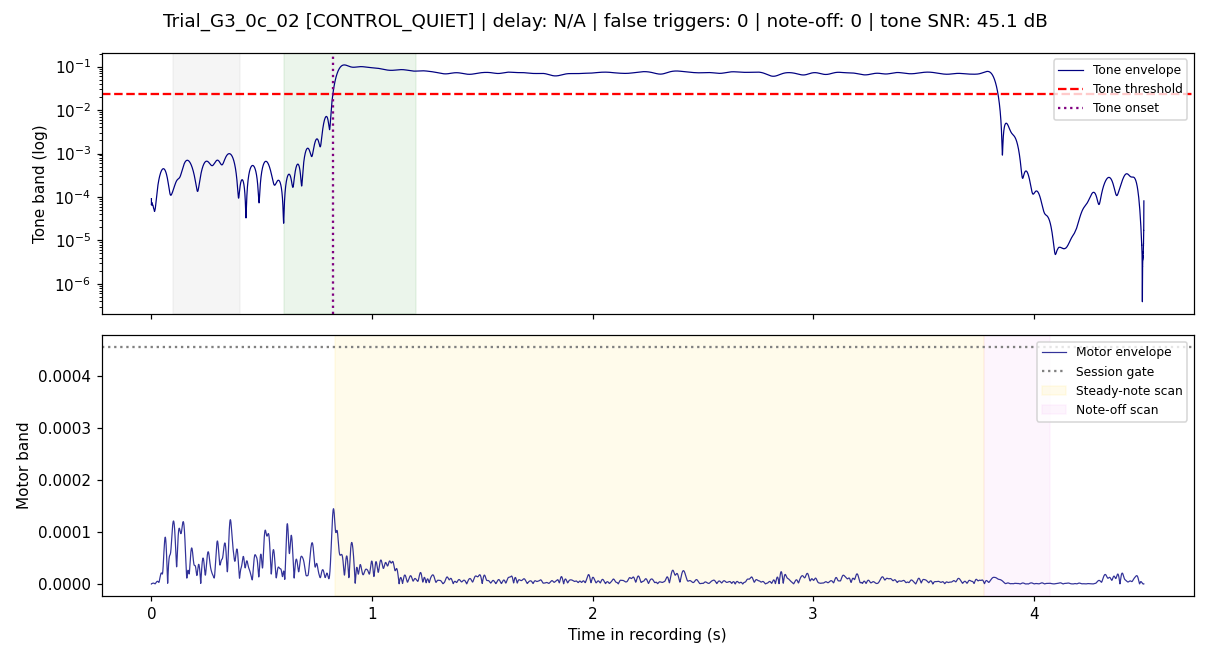 Trial_G3_0c_02 [CONTROL_QUIET] | delay: N/A | false triggers: 0 | note-off: 0 | tone SNR: 45.1 dB
Tone band (log)
10⁻¹
10⁻²
10⁻³
10⁻⁴
10⁻⁵
10⁻⁶
Tone envelope
Tone threshold
Tone onset
Motor band
0.0004
0.0003
0.0002
0.0001
0.0000
Motor envelope
Session gate
Steady-note scan
Note-off scan
0 1 2 3 4
Time in recording (s)